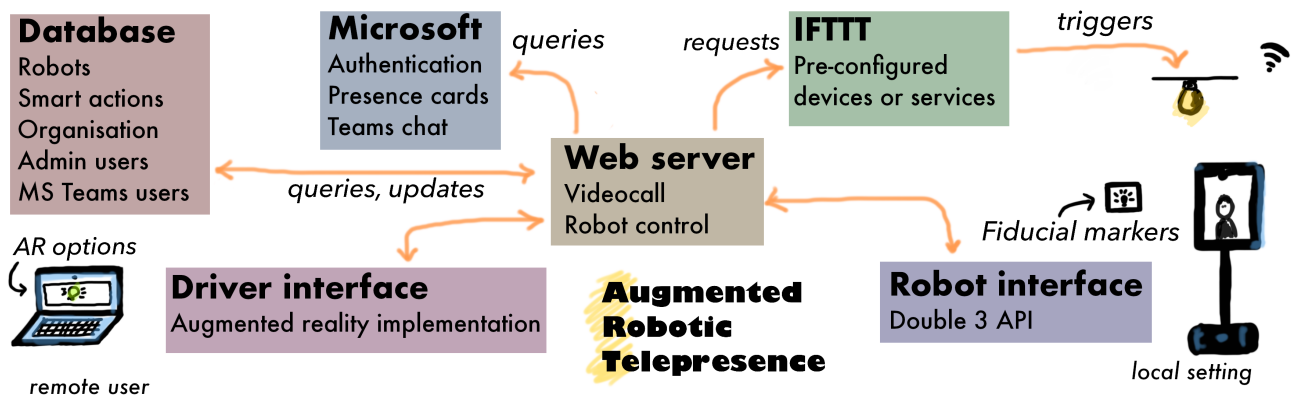 Database
Robots
Smart actions
Organisation
Admin users
MS Teams users
Microsoft
Authentication
Presence cards
Teams chat
queries
requests
IFTTT
Pre-configured
devices or services
triggers
Web server
Videocall
Robot control
queries, updates
Fiducial markers
AR options
remote user
Driver interface
Augmented reality implementation
Augmented
Robotic
Telepresence
Robot interface
Double 3 API
local setting